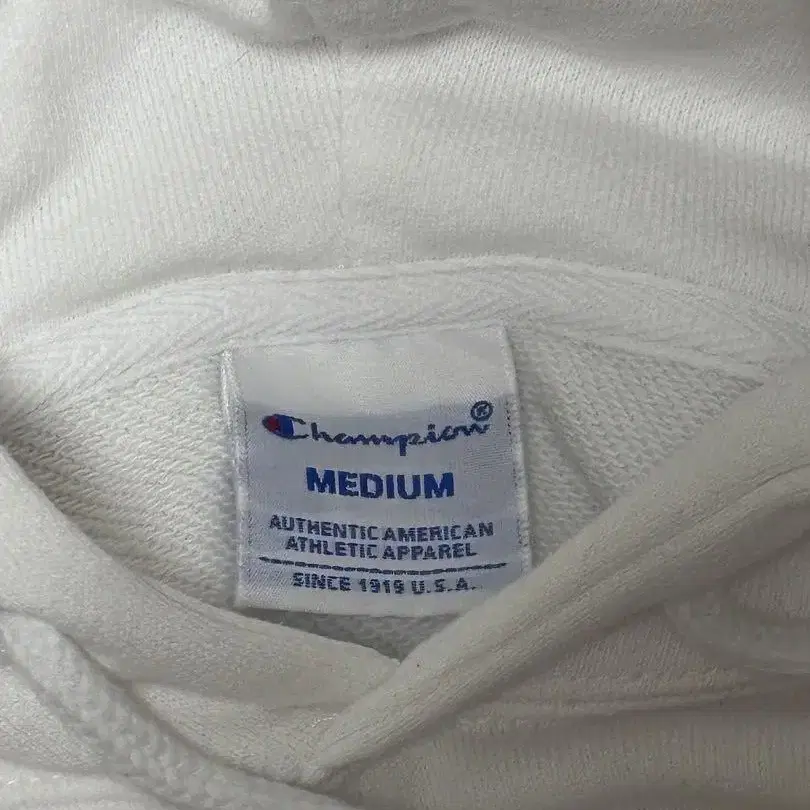 Champion®
MEDIUM
AUTHENTIC AMERICAN
ATHLETIC APPAREL
SINCE 1919 U.S.A.